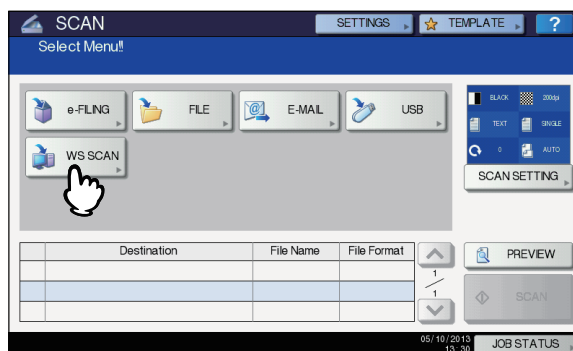 SCAN
SETTINGS
TEMPLATE
?
Select Menu!!
e-FILING
FILE
E-MAIL
USB
WS SCAN
BLACK
200dpi
TEXT
SINGLE
0
AUTO
SCAN SETTING
Destination
File Name
File Format
1
1
PREVIEW
SCAN
05/10/2013
13:30
JOB STATUS